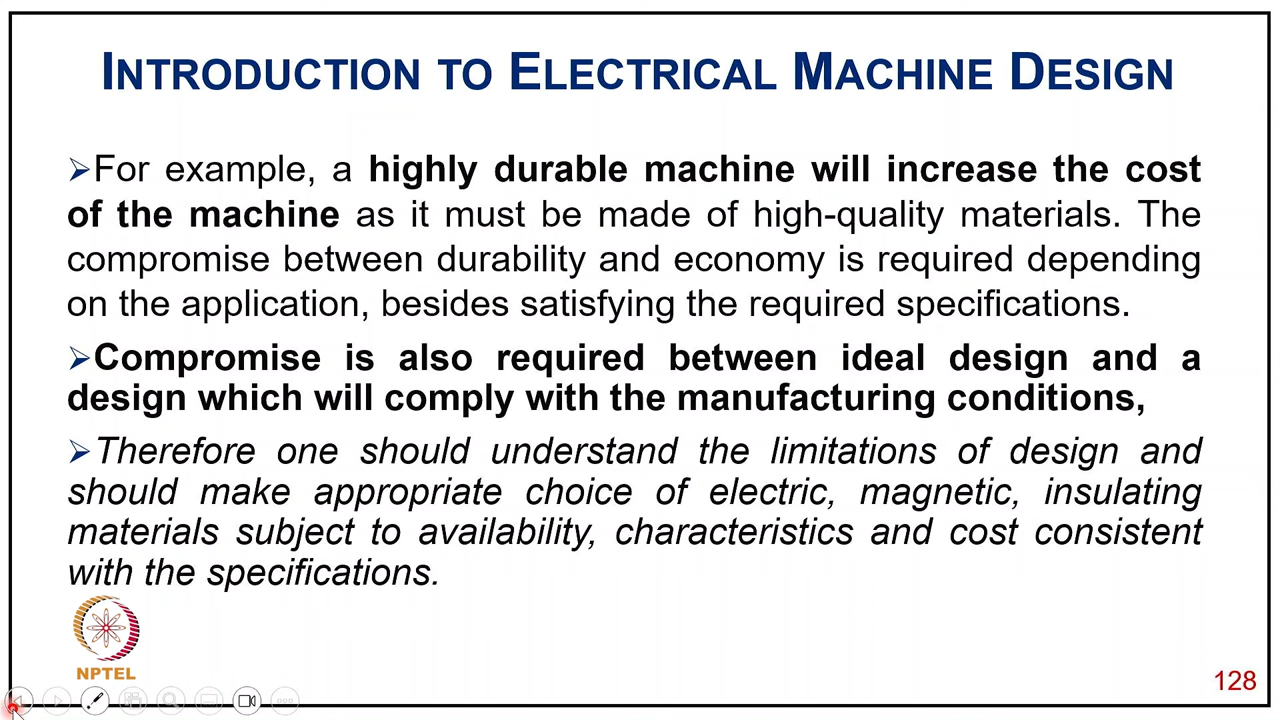 INTRODUCTION TO ELECTRICAL MACHINE DESIGN
➢For example, a highly durable machine will increase the cost
of the machine as it must be made of high-quality materials. The
compromise between durability and economy is required depending
on the application, besides satisfying the required specifications.
➢Compromise is also required between ideal design and a
design which will comply with the manufacturing conditions,
➢Therefore one should understand the limitations of design and
should make appropriate choice of electric, magnetic, insulating
materials subject to availability, characteristics and cost consistent
with the specifications.
NPTEL
128